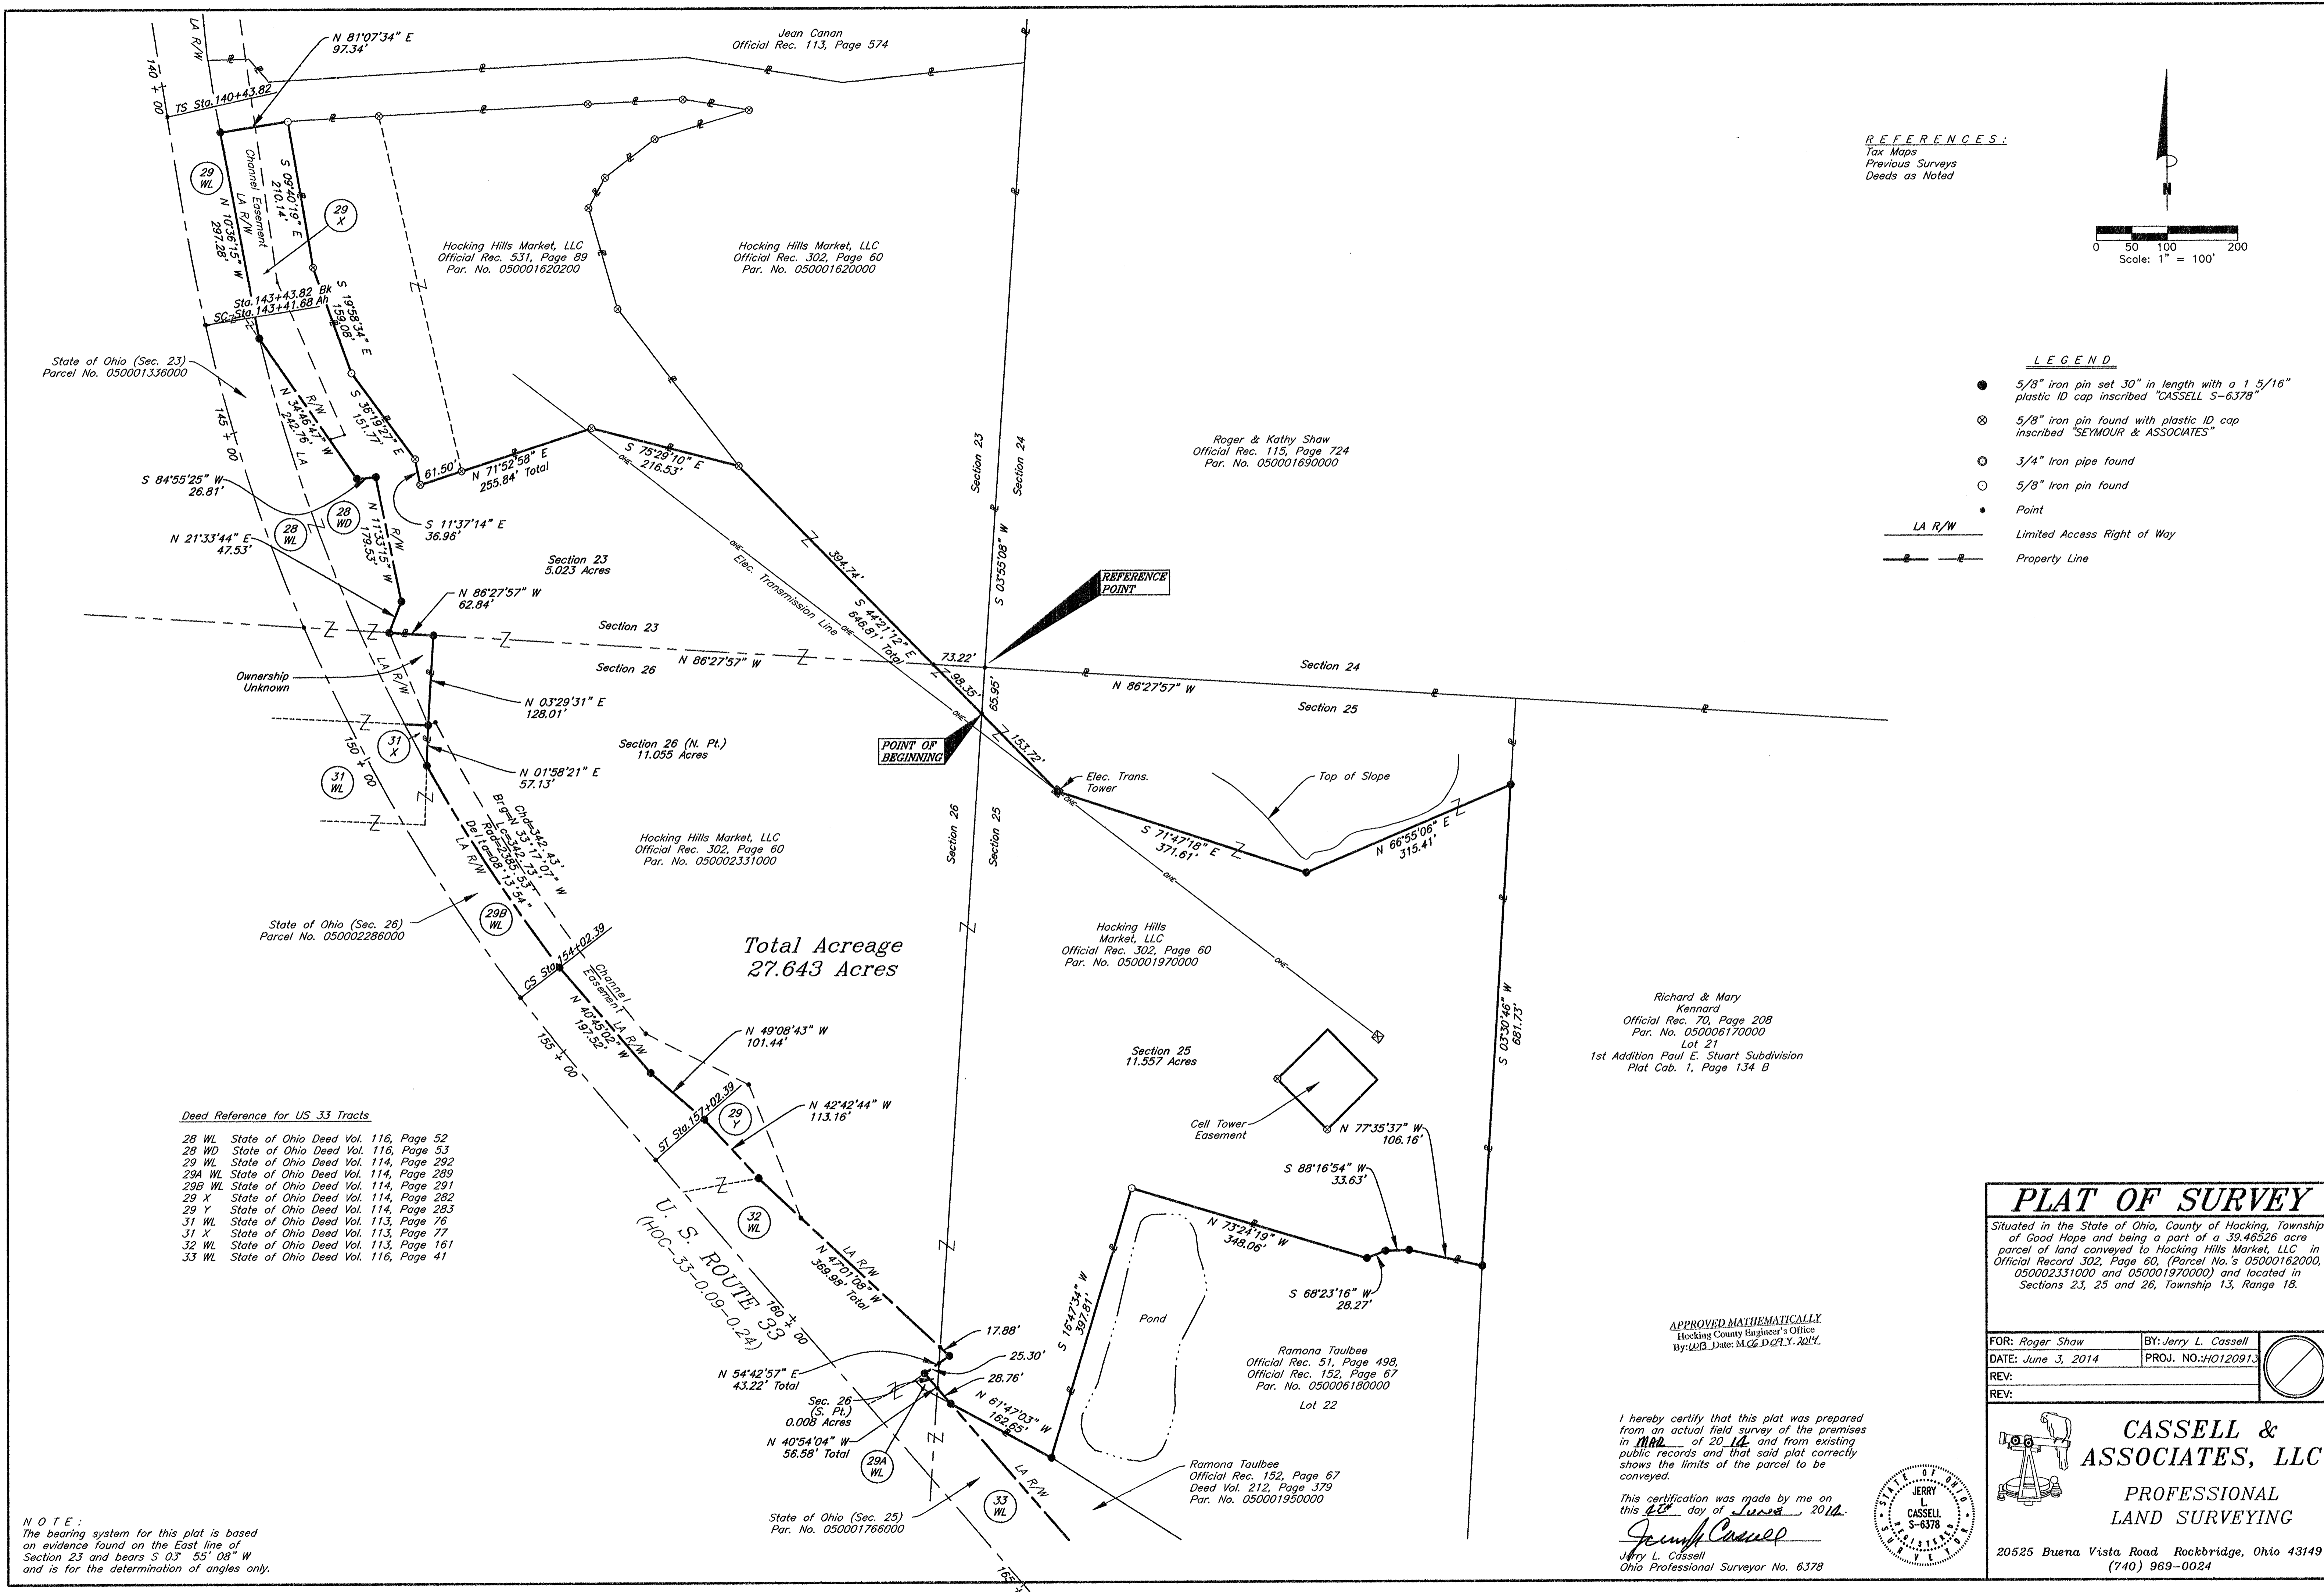 Jean Canan
Official Rec. 113, Page 574
N 81°07'34" E
97.34'
LA R/W
140 + 00
TS Sta.140+43.82
29
WL
Channel Easement
LA R/W
N 10°36'15" W
297.28'
S 09°40'19" E
210.14'
29
X
Hocking Hills Market, LLC
Official Rec. 531, Page 89
Par. No. 050001620200
Hocking Hills Market, LLC
Official Rec. 302, Page 60
Par. No. 050001620000
Sta.143+43.82 Bk
SC Sta.143+41.68 Ah
S 19°58'34" E
159.08'
State of Ohio (Sec. 23)
Parcel No. 050001336000
145 + 00
N 34°46'47" W
242.76'
R/W
LA
S 36°19'27" E
151.77'
61.50'
N 71°52'58" E
255.84' Total
S 75°29'10" E
216.53'
S 84°55'25" W
26.81'
28
WL
28
WD
N 11°33'15" W
179.53'
R/W
S 11°37'14" E
36.96'
N 21°33'44" E
47.53'
Section 23
5.023 Acres
N 86°27'57" W
62.84'
OHE
Elec. Transmission Line
394.74'
S 44°21'12" E
646.81' Total
Section 23
Section 24
S 03°55'08" W
Roger & Kathy Shaw
Official Rec. 115, Page 724
Par. No. 050001690000
REFERENCE
POINT
Section 23
Section 26
N 86°27'57" W
73.22'
98.35'
65.95'
Section 24
N 86°27'57" W
Section 25
Ownership
Unknown
LA R/W
N 03°29'31" E
128.01'
150 + 00
31
X
31
WL
N 01°58'21" E
57.13'
Section 26 (N. Pt.)
11.055 Acres
POINT OF
BEGINNING
153.72'
Elec. Trans.
Tower
Top of Slope
S 71°47'18" E
371.61'
N 66°55'06" E
315.41'
Chd=342.43'
Brg=N 33°17'07" W
Lc=342.73'
Rad=2385.53'
Delta=08°13'54"
LA R/W
Hocking Hills Market, LLC
Official Rec. 302, Page 60
Par. No. 050002331000
Section 26
Section 25
State of Ohio (Sec. 26)
Parcel No. 050002286000
29B
WL
CS Sta.154+02.39
Channel
Easement
Total Acreage
27.643 Acres
Hocking Hills
Market, LLC
Official Rec. 302, Page 60
Par. No. 050001970000
S 03°30'46" W
681.73'
Richard & Mary
Kennard
Official Rec. 70, Page 208
Par. No. 050006170000
Lot 21
1st Addition Paul E. Stuart Subdivision
Plat Cab. 1, Page 134 B
155 + 00
N 40°45'02" W
197.52'
LA R/W
N 49°08'43" W
101.44'
Section 25
11.557 Acres
Cell Tower
Easement
ST Sta.157+02.39
29
Y
N 42°42'44" W
113.16'
N 77°35'37" W
106.16'
S 88°16'54" W
33.63'
S 68°23'16" W
28.27'
N 73°24'19" W
348.06'
32
WL
U. S. ROUTE 33
(HOC-33-0.09-0.24)
160 + 00
LA R/W
N 47°01'08" W
369.98' Total
S 16°47'34" W
397.81'
Pond
17.88'
25.30'
28.76'
N 54°42'57" E
43.22' Total
Sec. 26
(S. Pt.)
0.008 Acres
N 40°54'04" W
56.58' Total
29A
WL
N 61°47'03" W
162.65'
Ramona Taulbee
Official Rec. 51, Page 498,
Official Rec. 152, Page 67
Par. No. 050006180000
Lot 22
Ramona Taulbee
Official Rec. 152, Page 67
Deed Vol. 212, Page 379
Par. No. 050001950000
State of Ohio (Sec. 25)
Par. No. 050001766000
33
WL
LA R/W
165 +
Deed Reference for US 33 Tracts
28 WL State of Ohio Deed Vol. 116, Page 52
28 WD State of Ohio Deed Vol. 116, Page 53
29 WL State of Ohio Deed Vol. 114, Page 292
29A WL State of Ohio Deed Vol. 114, Page 289
29B WL State of Ohio Deed Vol. 114, Page 291
29 X State of Ohio Deed Vol. 114, Page 282
29 Y State of Ohio Deed Vol. 114, Page 283
31 WL State of Ohio Deed Vol. 113, Page 76
31 X State of Ohio Deed Vol. 113, Page 77
32 WL State of Ohio Deed Vol. 113, Page 161
33 WL State of Ohio Deed Vol. 116, Page 41
N O T E :
The bearing system for this plat is based
on evidence found on the East line of
Section 23 and bears S 03° 55' 08" W
and is for the determination of angles only.
R E F E R E N C E S :
Tax Maps
Previous Surveys
Deeds as Noted
N
0 50 100 200
Scale: 1" = 100'
L E G E N D
5/8" iron pin set 30" in length with a 1 5/16"
plastic ID cap inscribed "CASSELL S-6378"
5/8" iron pin found with plastic ID cap
inscribed "SEYMOUR & ASSOCIATES"
3/4" Iron pipe found
5/8" Iron pin found
Point
LA R/W
Limited Access Right of Way
Property Line
APPROVED MATHEMATICALLY
Hocking County Engineer's Office
By: Date: M.06 D.09 Y. 2014
I hereby certify that this plat was prepared
from an actual field survey of the premises
in MAR of 20 and from existing
public records and that said plat correctly
shows the limits of the parcel to be
conveyed.
This certification was made by me on
this day of June, 20
Jerry L. Cassell
Ohio Professional Surveyor No. 6378
STATE OF OHIO
JERRY
L.
CASSELL
S-6378
REGISTERED
SURVEYOR
PLAT OF SURVEY
Situated in the State of Ohio, County of Hocking, Township
of Good Hope and being a part of a 39.46526 acre
parcel of land conveyed to Hocking Hills Market, LLC in
Official Record 302, Page 60, (Parcel No.'s 05000162000,
050002331000 and 050001970000) and located in
Sections 23, 25 and 26, Township 13, Range 18.
FOR: Roger Shaw BY: Jerry L. Cassell
DATE: June 3, 2014 PROJ. NO.: HO120913
REV:
REV:
CASSELL &
ASSOCIATES, LLC
PROFESSIONAL
LAND SURVEYING
20525 Buena Vista Road Rockbridge, Ohio 43149
(740) 969-0024